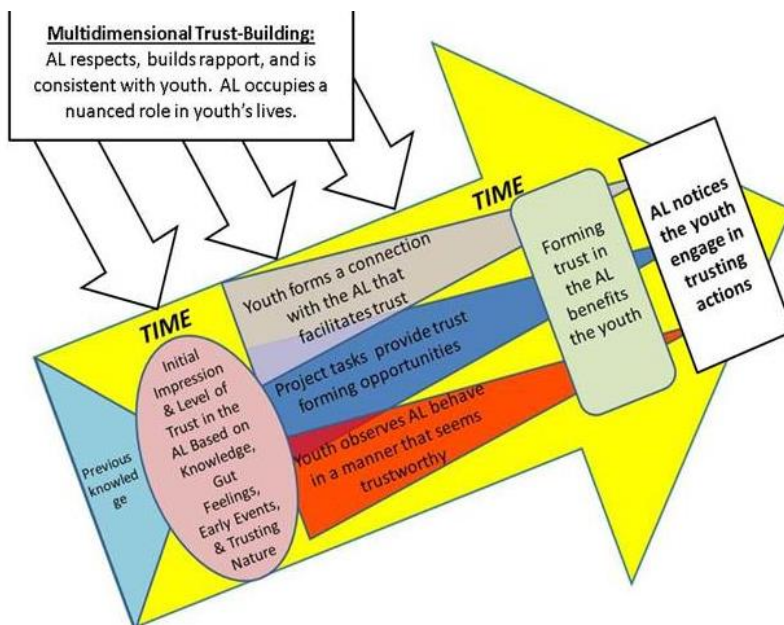 Multidimensional Trust-Building:
AL respects, builds rapport, and is
consistent with youth. AL occupies a
nuanced role in youth's lives.
TIME
TIME
Previous
knowled
ge
Initial
Impression
& Level of
Trust in the
AL Based on
Knowledge,
Gut
Feelings,
Early Events,
& Trusting
Nature
Youth forms a connection
with the AL that
facilitates trust
Project tasks provide trust
forming opportunities
Youth observes AL behave
in a manner that seems
trustworthy
Forming
trust in
the AL
benefits
the youth
AL notices
the youth
engage in
trusting
actions